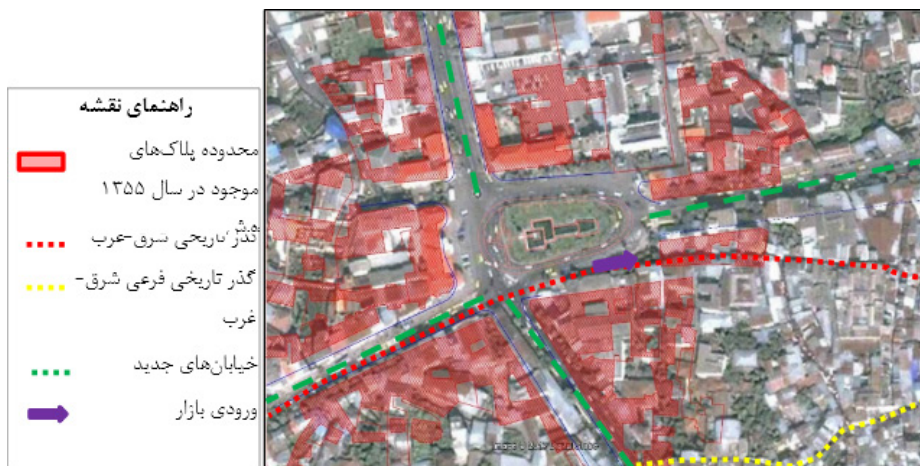 راهنمای نقشه
محدوده پلاک‌های
موجود در سال ۱۳۵۵
گذر تاریخی شرق-غرب
گذر تاریخی فرعی شرق-
غرب
خیابان‌های جدید
ورودی بازار